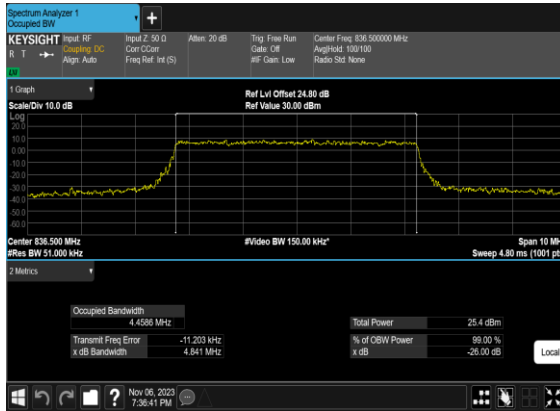 Spectrum Analyzer 1
Occupied BW
KEYSIGHT
R T
LW
Input: RF
Coupling: DC
Align: Auto
Input Z: 50 Ω
Corr CCorr
Freq Ref: Int (S)
Atten: 20 dB
Trig: Free Run
Gate: Off
#IF Gain: Low
Center Freq: 836.500000 MHz
Avg|Hold: 100/100
Radio Std: None
1 Graph
Scale/Div 10.0 dB
Ref Lvl Offset 24.80 dB
Ref Value 30.00 dBm
Log
20.0
10.0
0.00
-10.0
-20.0
-30.0
-40.0
-50.0
-60.0
Center 836.500 MHz
#Video BW 150.00 kHz*
Span 10 MH
#Res BW 51.000 kHz
Sweep 4.80 ms (1001 pt
2 Metrics
Occupied Bandwidth
4.4586 MHz
Total Power 25.4 dBm
Transmit Freq Error -11.203 kHz
% of OBW Power 99.00 %
x dB Bandwidth 4.841 MHz
x dB -26.00 dB
Local
Nov 06, 2023
7:36:41 PM